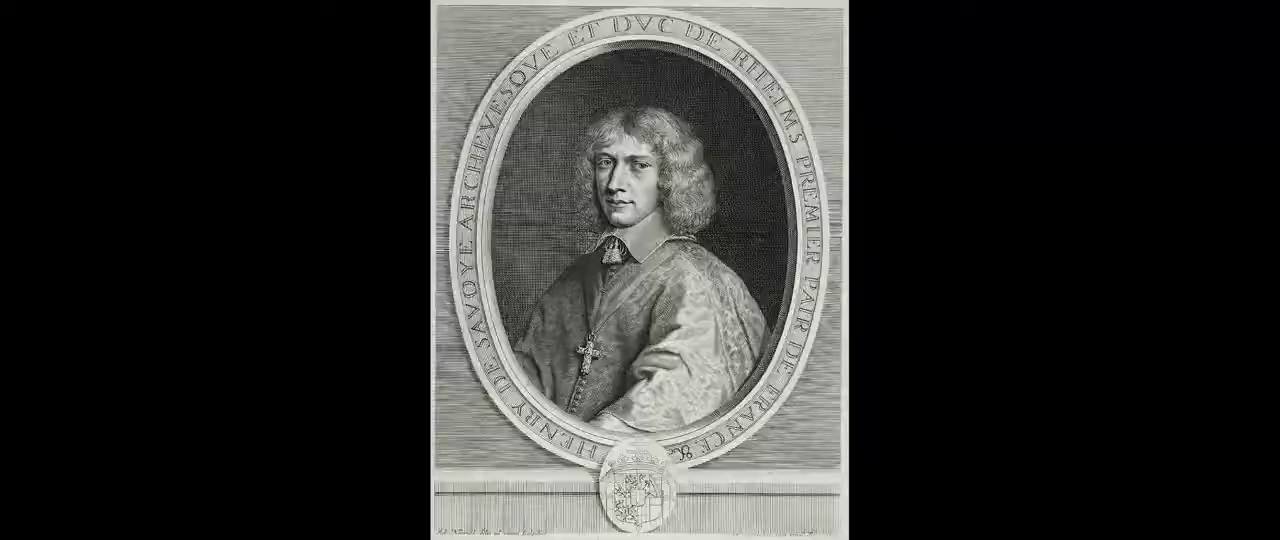 HENRY DE SAVOYE ARCHEVESQVE ET DVC DE RHEIMS PREMIER PAIR DE FRANCE &c.